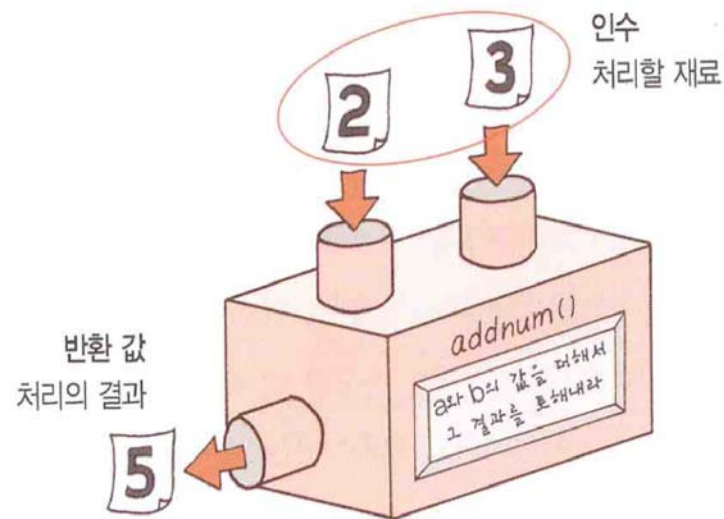 인수
처리할 재료
2
3
addnum()
a와 b의 값을 더해서
그 결과를 토해내라
반환 값
처리의 결과
5